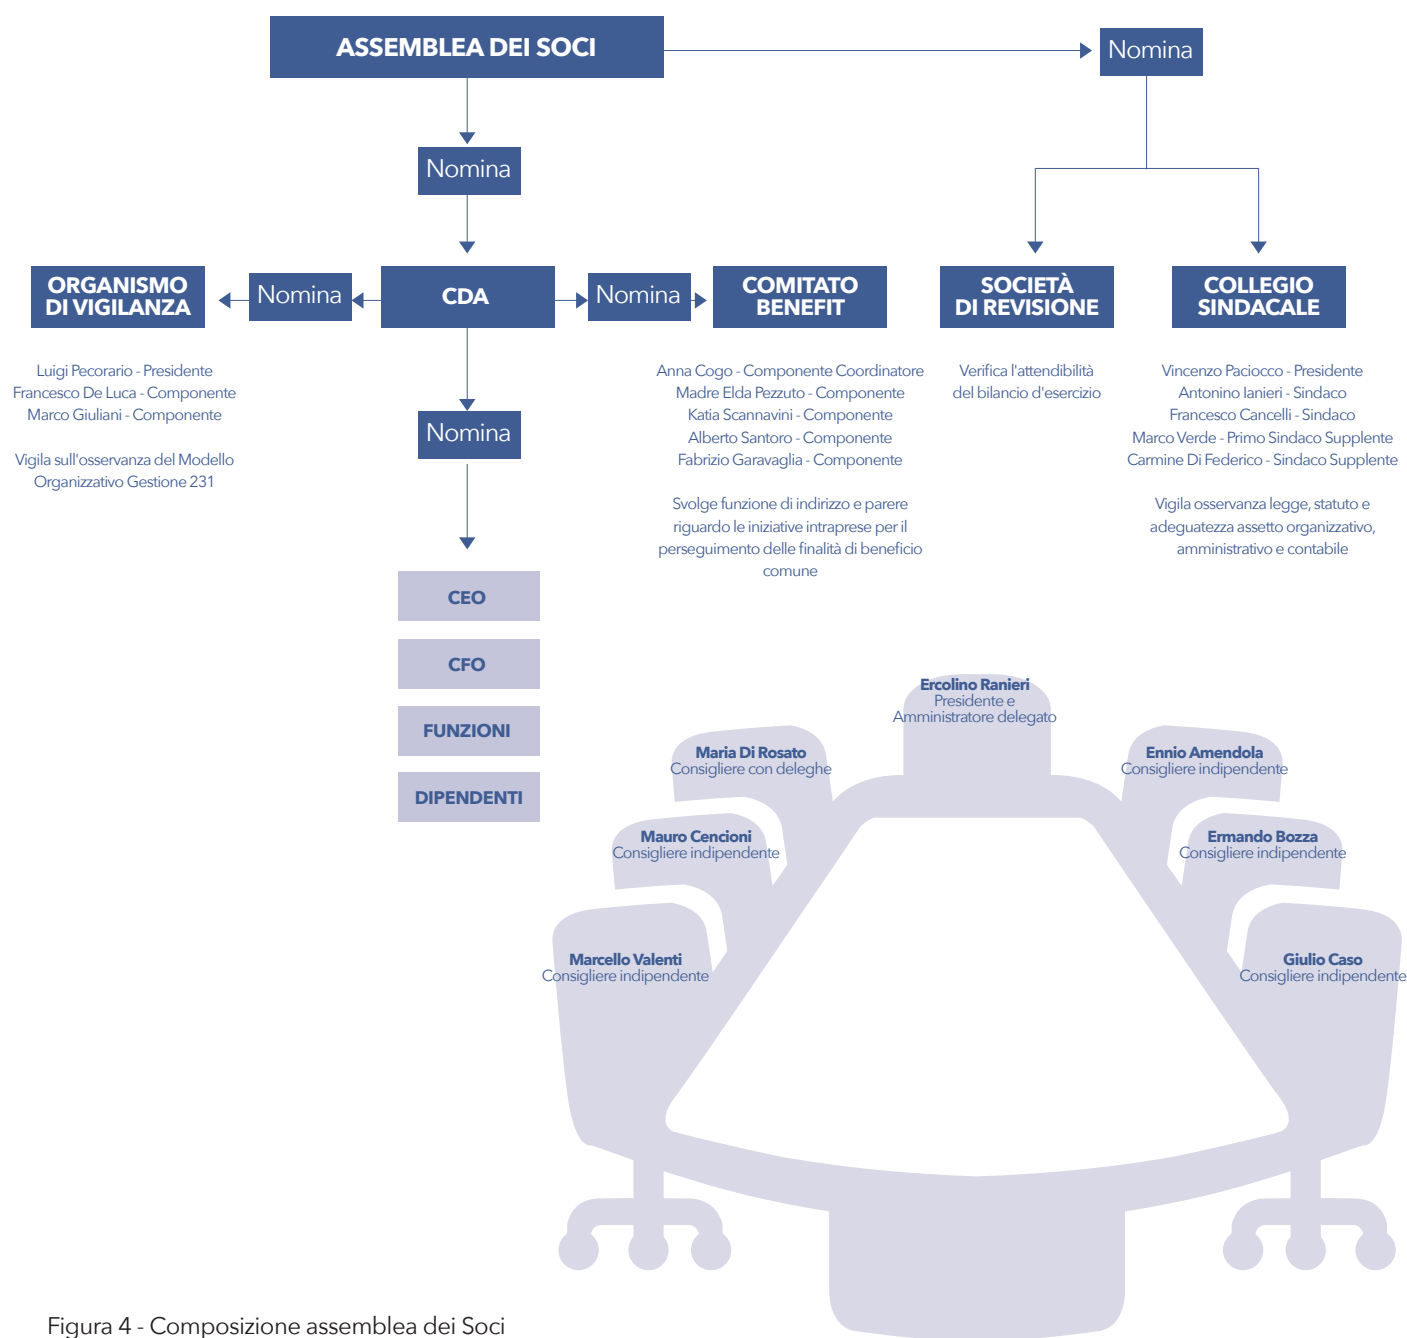 ASSEMBLEA DEI SOCI
Nomina
Nomina
ORGANISMO
DI VIGILANZA
Nomina
CDA
Nomina
COMITATO
BENEFIT
SOCIETÀ
DI REVISIONE
COLLEGIO
SINDACALE
Luigi Pecorario - Presidente
Francesco De Luca - Componente
Marco Giuliani - Componente
Vigila sull'osservanza del Modello
Organizzativo Gestione 231
Anna Cogo - Componente Coordinatore
Madre Elda Pezzuto - Componente
Katia Scannavini - Componente
Alberto Santoro - Componente
Fabrizio Garavaglia - Componente
Svolge funzione di indirizzo e parere
riguardo le iniziative intraprese per il
perseguimento delle finalità di beneficio
comune
Verifica l'attendibilità
del bilancio d'esercizio
Vincenzo Paciocco - Presidente
Antonino Ianieri - Sindaco
Francesco Cancelli - Sindaco
Marco Verde - Primo Sindaco Supplente
Carmine Di Federico - Sindaco Supplente
Vigila osservanza legge, statuto e
adeguatezza assetto organizzativo,
amministrativo e contabile
Nomina
CEO
CFO
FUNZIONI
DIPENDENTI
Ercolino Ranieri
Presidente e
Amministratore delegato
Maria Di Rosato
Consigliere con deleghe
Ennio Amendola
Consigliere indipendente
Mauro Cencioni
Consigliere indipendente
Ermando Bozza
Consigliere indipendente
Marcello Valenti
Consigliere indipendente
Giulio Caso
Consigliere indipendente
Figura 4 - Composizione assemblea dei Soci